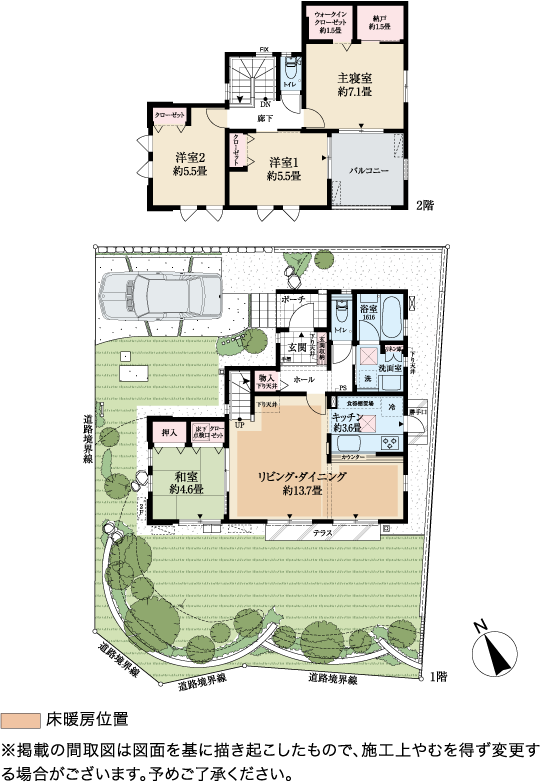 ウォークイン
クローゼット
約1.5畳
納戸
約1.5畳
FIX
トイレ
主寝室
約7.1畳
DN
廊下
クローゼット
洋室2
約5.5畳
クローゼット
洋室1
約5.5畳
バルコニー
2階
ポーチ
トイレ
浴室
1616
玄関
下り天井
玄関収納
手摺
リネン庫
洗面室
下り天井
洗
ホール
物入
下り天井
PS
下り天井
UP
食器棚置場
冷
キッチン
約3.6畳
勝手口
カウンター
道路境界線
押入
床下
点検口
クローゼット
和室
約4.6畳
リビング・ダイニング
約13.7畳
テラス
道路境界線
道路境界線
道路境界線
1階
N
床暖房位置
※掲載の間取図は図面を基に描き起こしたもので、施工上やむを得ず変更す
る場合がございます。予めご了承ください。